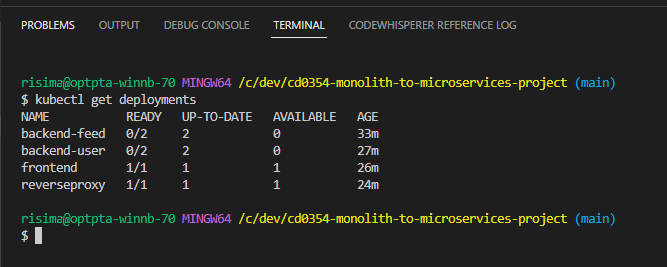 PROBLEMS OUTPUT DEBUG CONSOLE TERMINAL CODEWHISPERER REFERENCE LOG
risima@optpta-winnb-70 MINGW64 /c/dev/cd0354-monolith-to-microservices-project (main)
$ kubectl get deployments
NAME READY UP-TO-DATE AVAILABLE AGE
backend-feed 0/2 2 0 33m
backend-user 0/2 2 0 27m
frontend 1/1 1 1 26m
reverseproxy 1/1 1 1 24m
risima@optpta-winnb-70 MINGW64 /c/dev/cd0354-monolith-to-microservices-project (main)
$